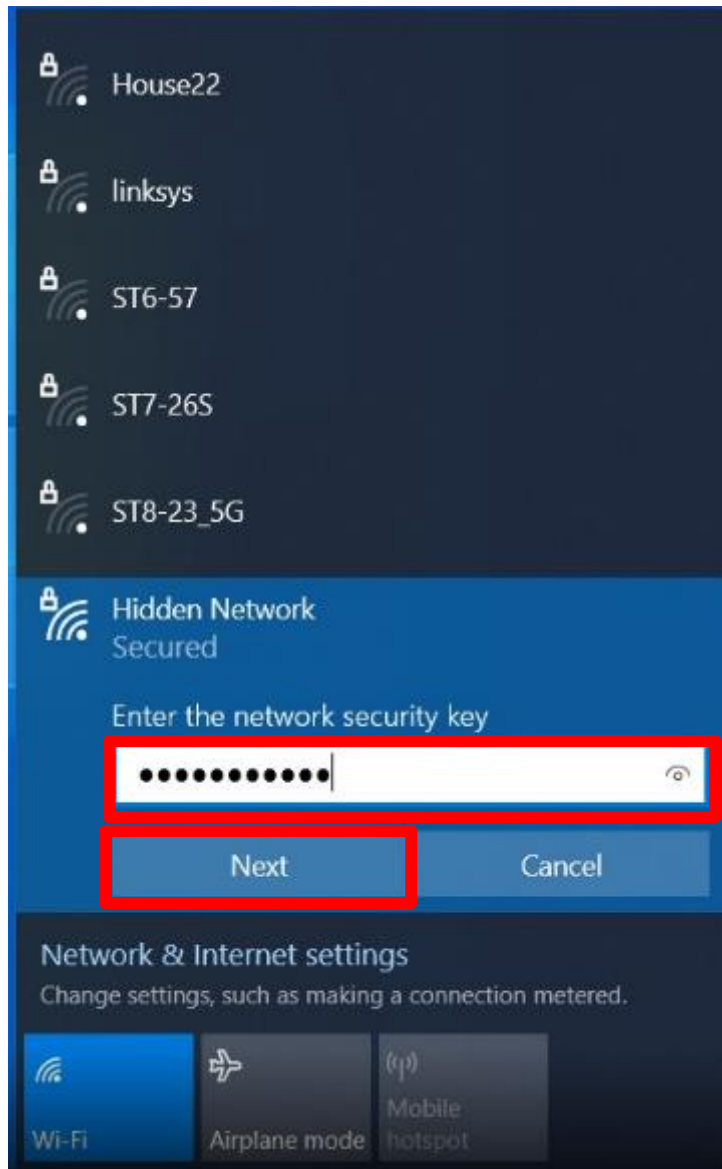 House22
linksys
ST6-57
ST7-26S
ST8-23_5G
Hidden Network
Secured
Enter the network security key
●●●●●●●●●●●
Next Cancel
Network & Internet settings
Change settings, such as making a connection metered.
Wi-Fi
Airplane mode
Mobile
hotspot